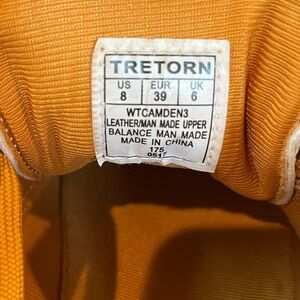 TRETORN
US EUR UK
8 39 6
WTCAMDEN3
LEATHER/MAN MADE UPPER
BALANCE MAN MADE
MADE IN CHINA
175
0517